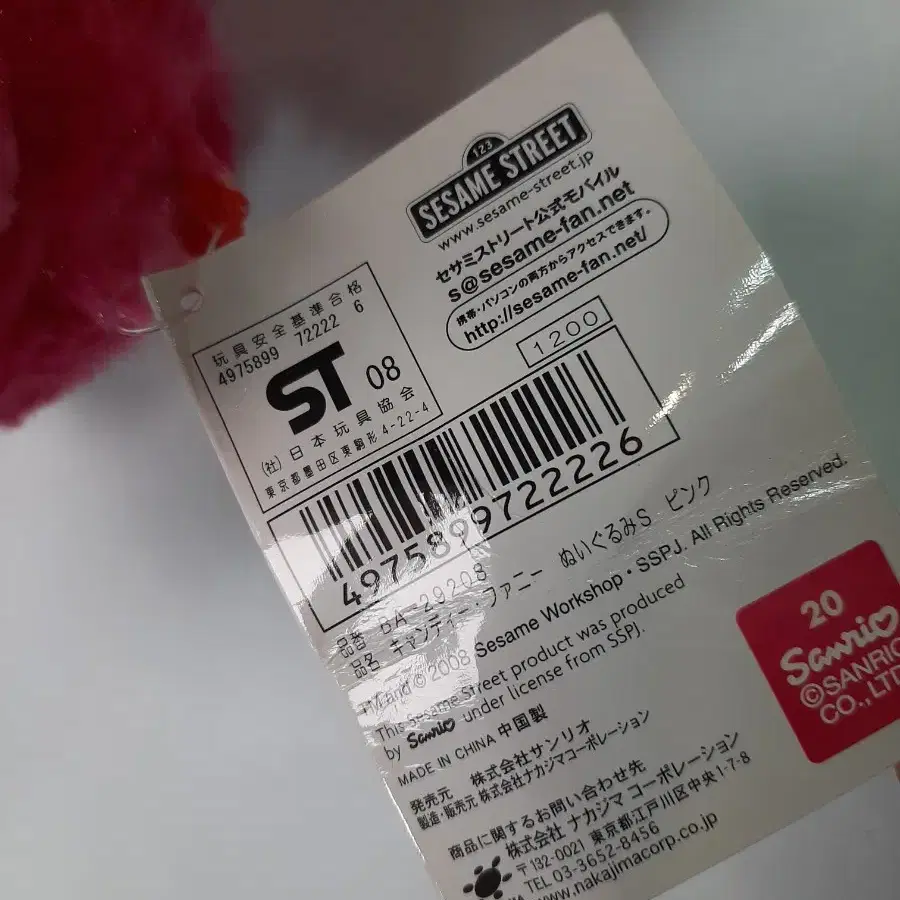 123
SESAME STREET
www.sesame-street.jp
セサミストリート公式モバイル
s@sesame-fan.net
携帯・パソコンの両方からアクセスできます。
http://sesame-fan.net/
玩具安全基準合格
4975899 72222 6
ST 08
(社)日本玩具協会
東京都墨田区東駒形4-22-4
1200
4975899722226
品番 BA-29208
品名 キャンディー・ファニー ぬいぐるみS ピンク
TM and © 2008 Sesame Workshop・SSPJ. All Rights Reserved.
This Sesame Street product was produced
by Sanrio under license from SSPJ.
MADE IN CHINA 中国製
発売元 株式会社サンリオ
製造・販売元 株式会社ナカジマコーポレーション
商品に関するお問い合わせ先
株式会社 ナカジマ コーポレーション
〒132-0021 東京都江戸川区中央1-7-8
TEL 03-3652-8456
www.nakajimacorp.co.jp
20
Sanrio
©SANRIO
CO.,LTD